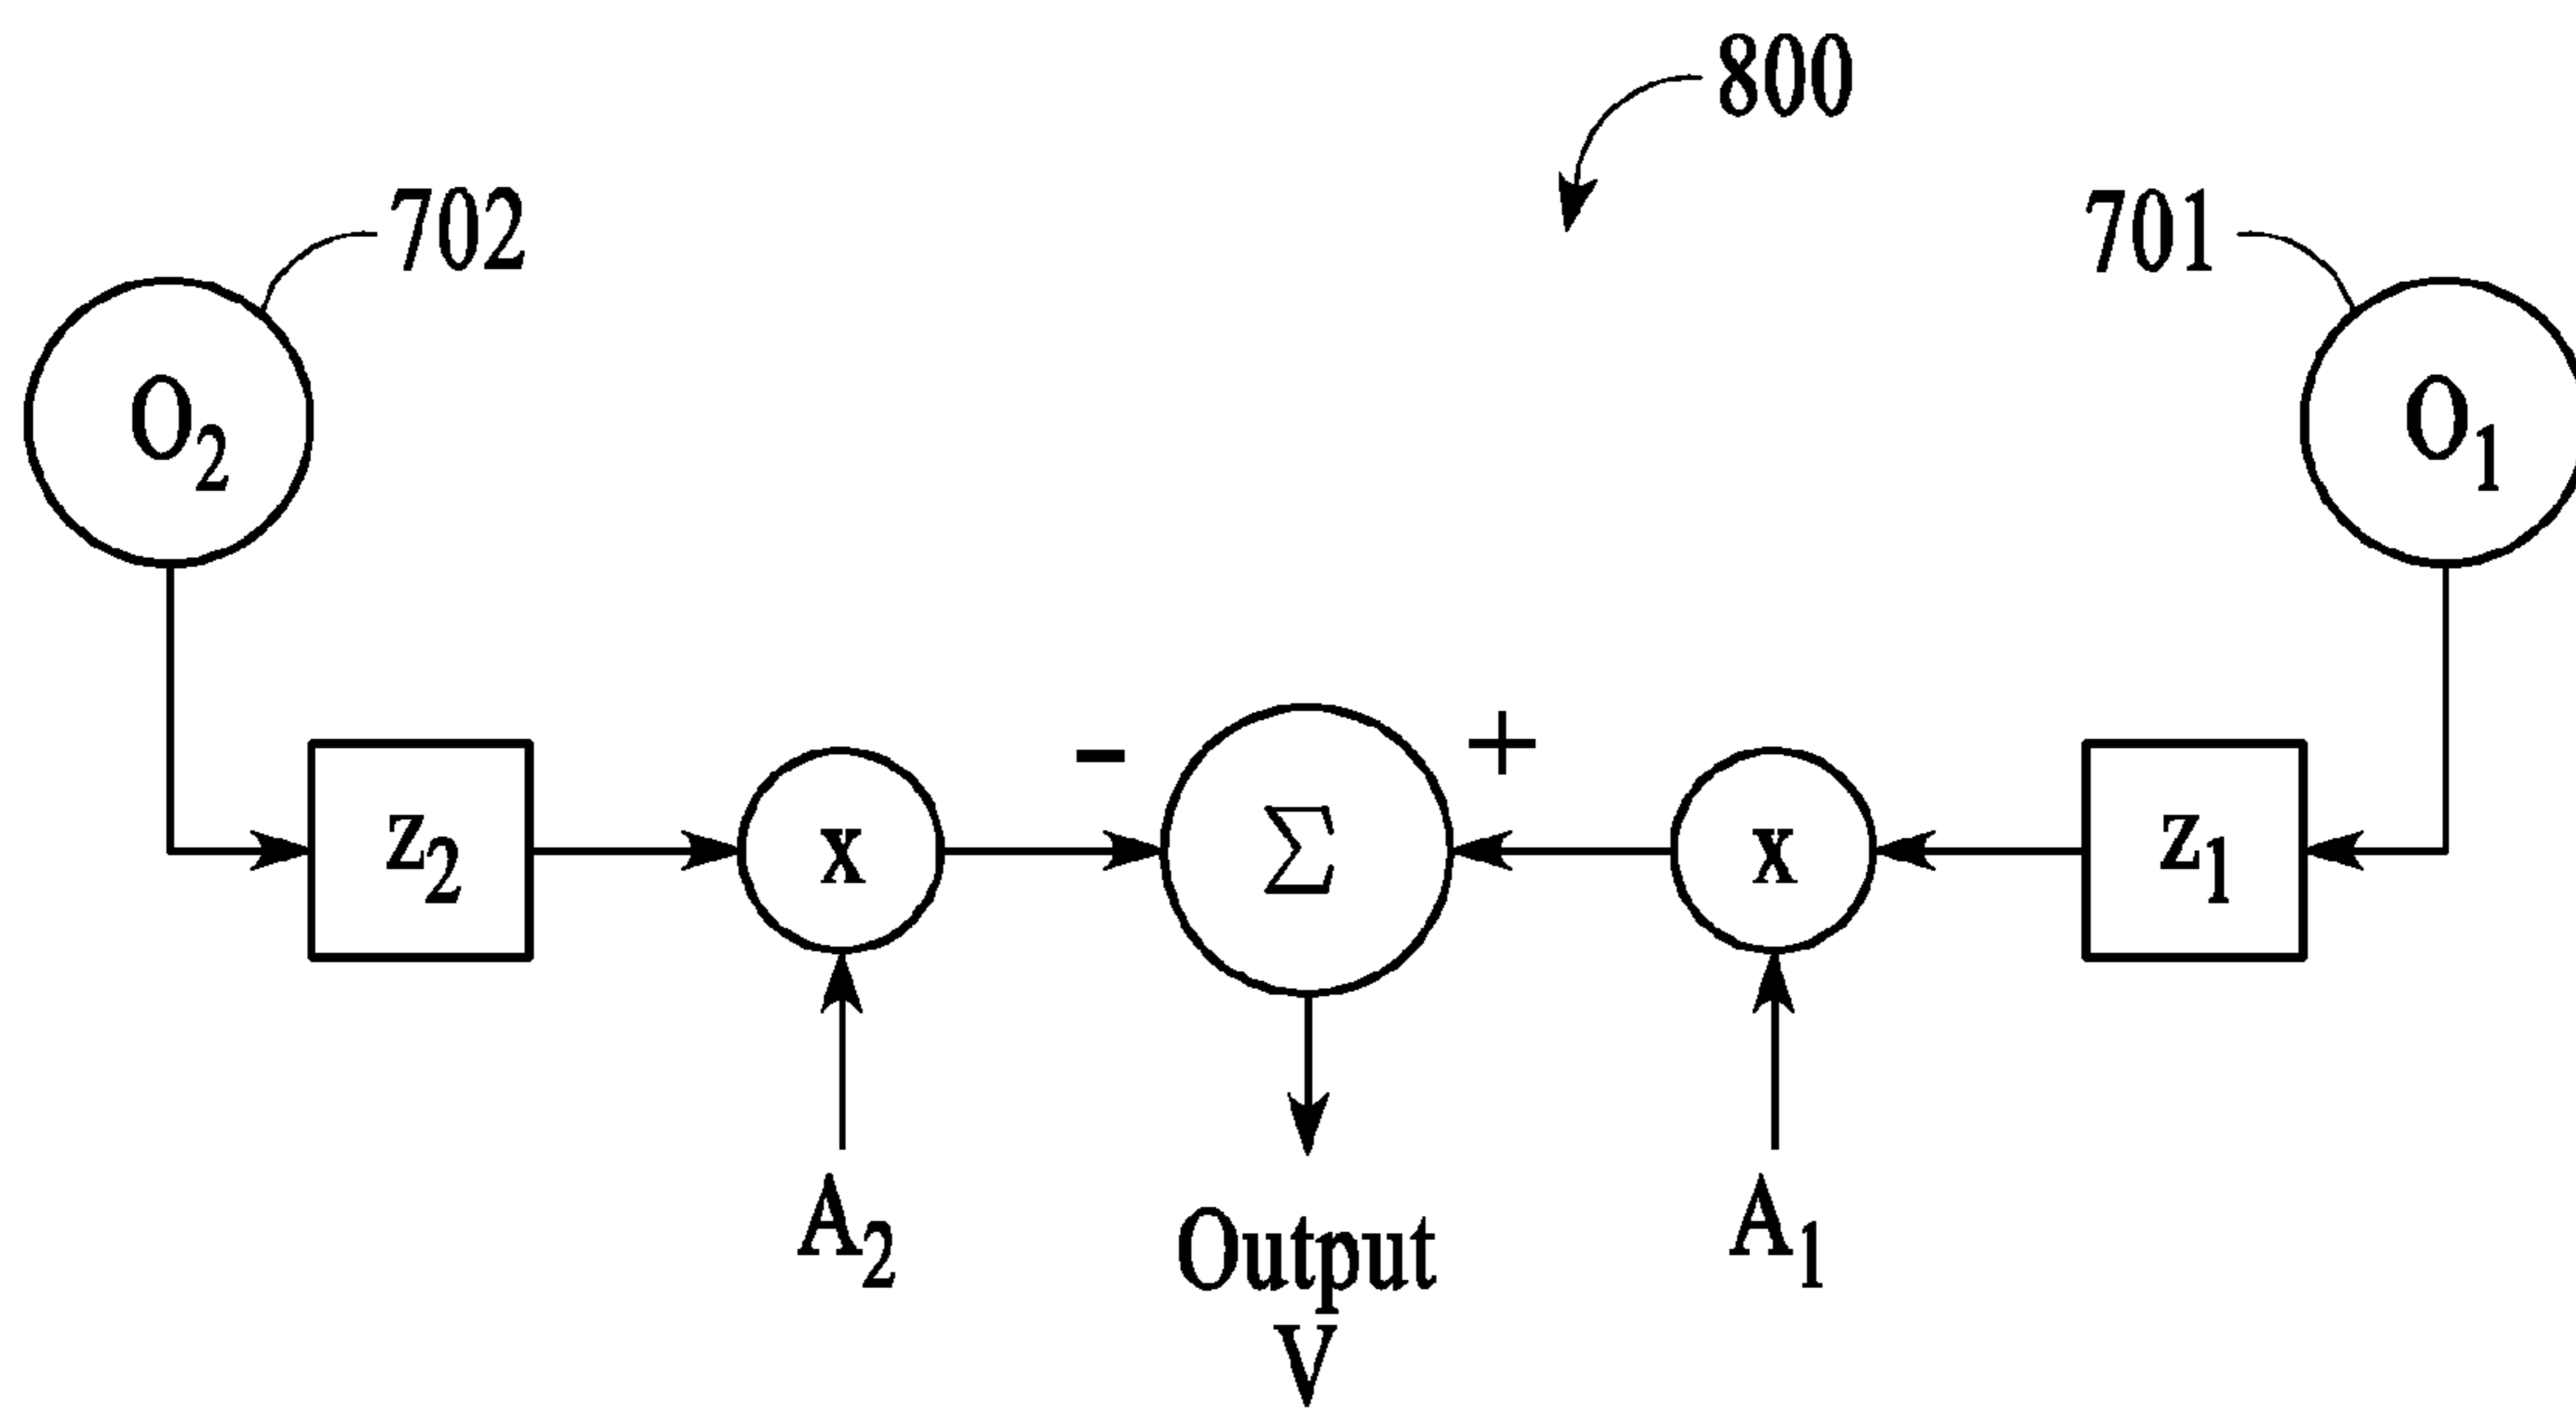 800
702
701
O₂
O₁
- +
z₂
x
Σ
x
z₁
A₂
Output
V
A₁